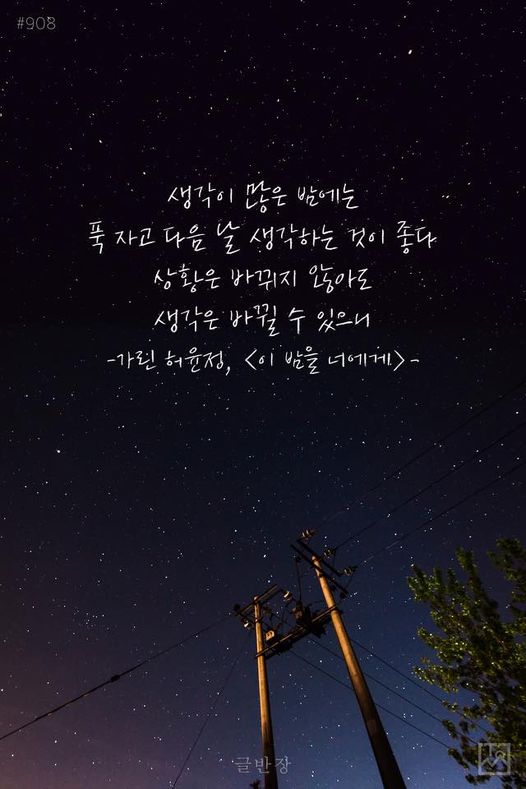 #908
생각이 많은 밤에는
푹 자고 다음 날 생각하는 것이 좋다
상황은 바뀌지 않아도
생각은 바뀔 수 있으니
-가린 허윤정, <이 밤을 너에게>-
글반장